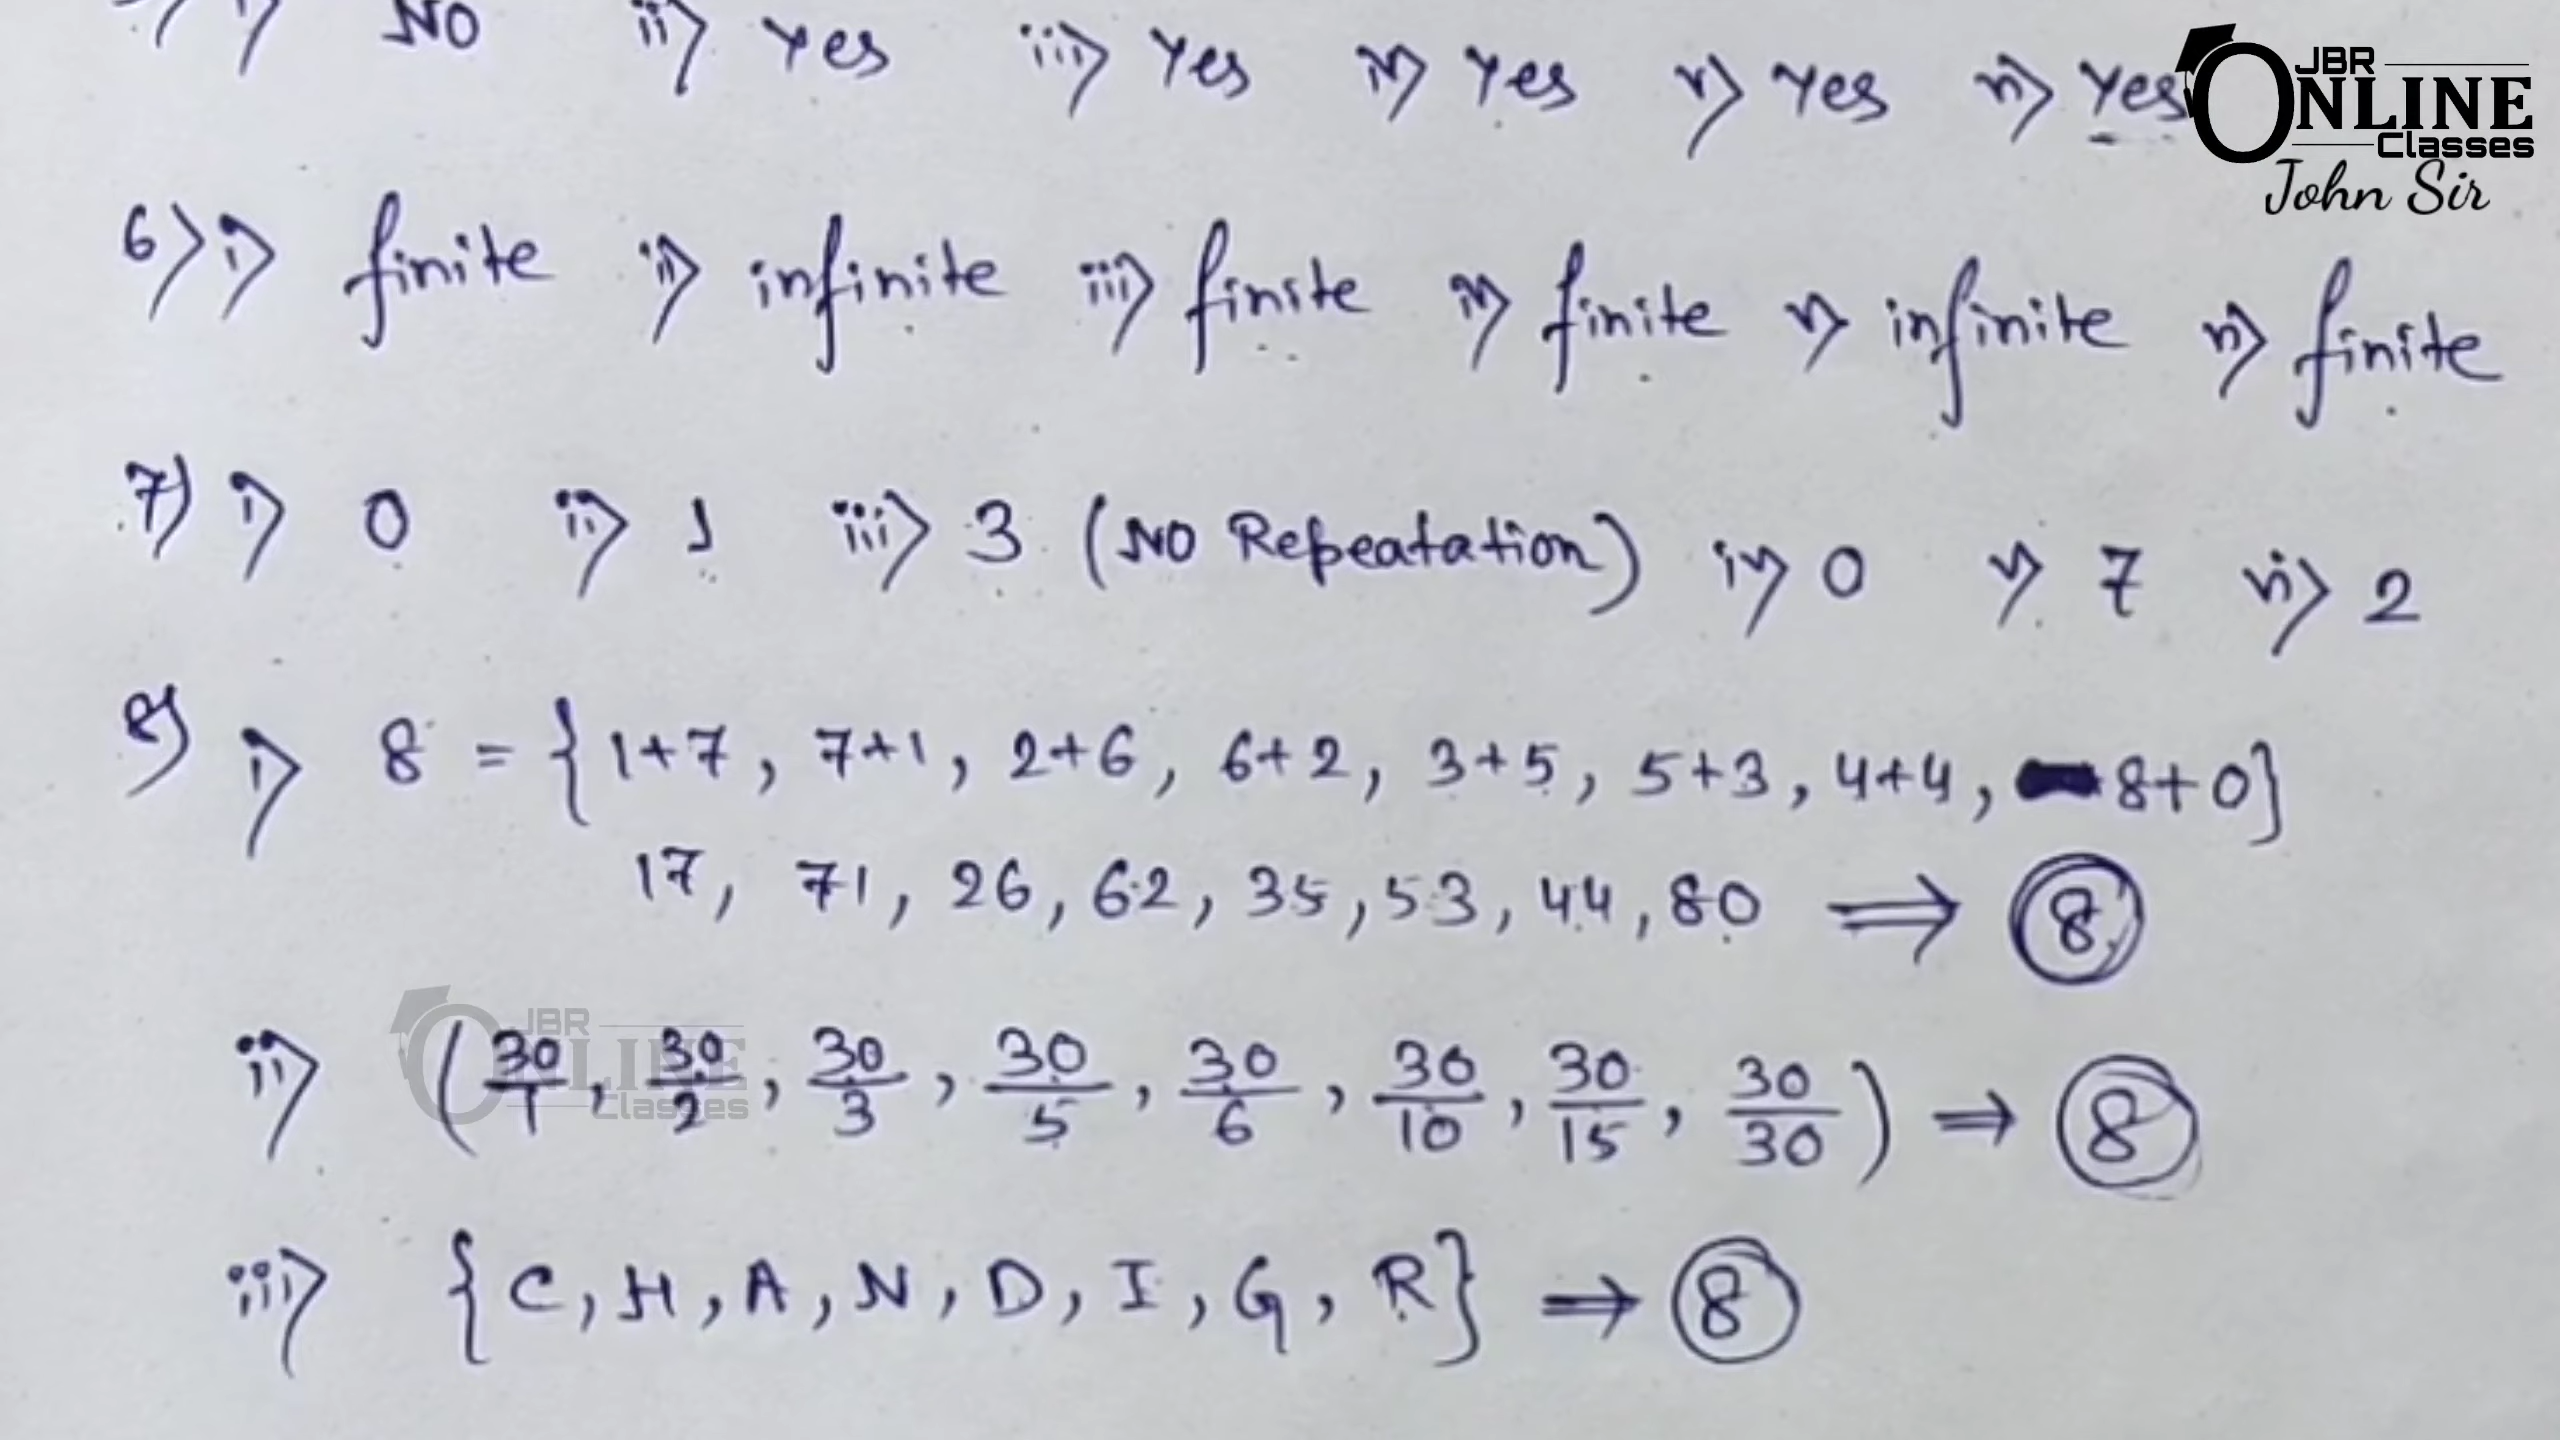 i) NO ii) Yes iii) Yes iv) Yes v) Yes vi) Yes
JBR
ONLINE
Classes
John Sir
6) i) finite ii) infinite iii) finite iv) finite v) infinite vi) finite
7) i) 0 ii) 1 iii) 3 (NO Repeatation) iv) 0 v) 7 vi) 2
8) i) 8 = {1+7, 7+1, 2+6, 6+2, 3+5, 5+3, 4+4, 8+0}
17, 71, 26, 62, 35, 53, 44, 80 ⇒ 8
ii) (30/1, 30/2, 30/3, 30/5, 30/6, 30/10, 30/15, 30/30) ⇒ 8
JBR
ONLINE
Classes
iii) {C, H, A, N, D, I, G, R} ⇒ 8